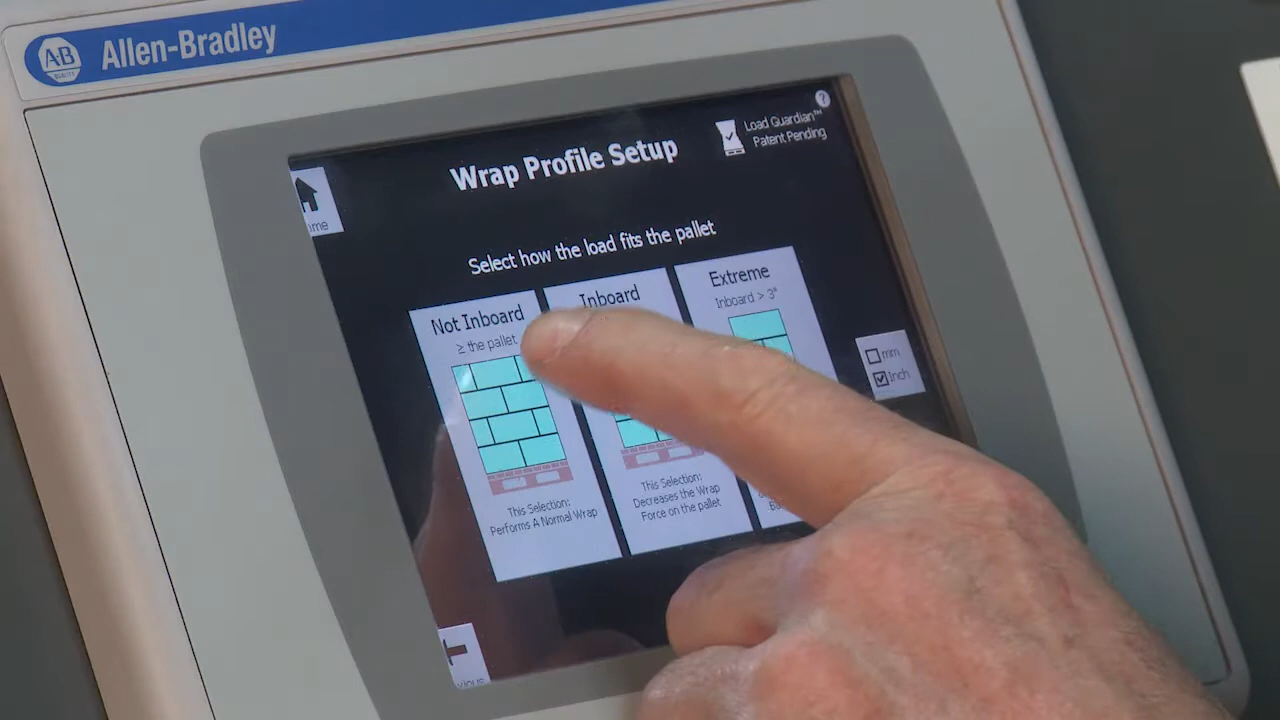 AB
QUALITY
Allen-Bradley
?
Load Guardian™
Patent Pending
Wrap Profile Setup
Select how the load fits the pallet
Not Inboard
≥ the pallet
This Selection:
Performs A Normal Wrap
Inboard
This Selection:
Decreases the Wrap
Force on the pallet
Extreme
Inboard > 3"
mm
Inch